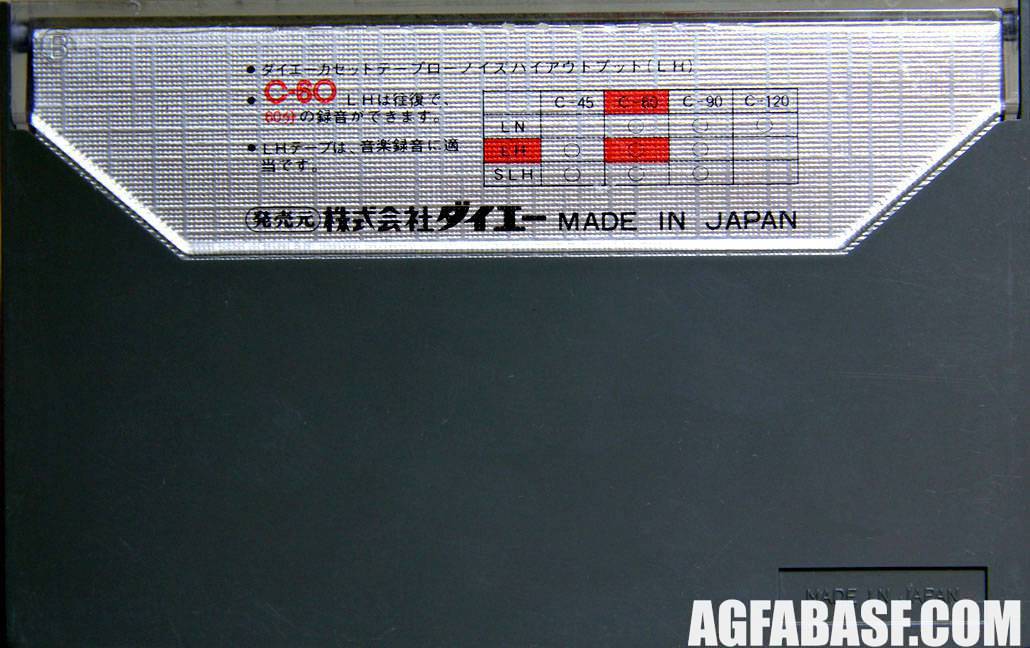 B
● ダイエーカセットテープローノイズハイアウトプット(LH)
● C-60 LHは往復で、
60分の録音ができます。
● LHテープは、音楽録音に適
当です。
C-45 C-60 C-90 C-120
LN ○ ○ ○
LH ○ ○ ○
SLH ○ ○ ○
発売元 株式会社ダイエー MADE IN JAPAN
MADE IN JAPAN
AGFABASF.COM